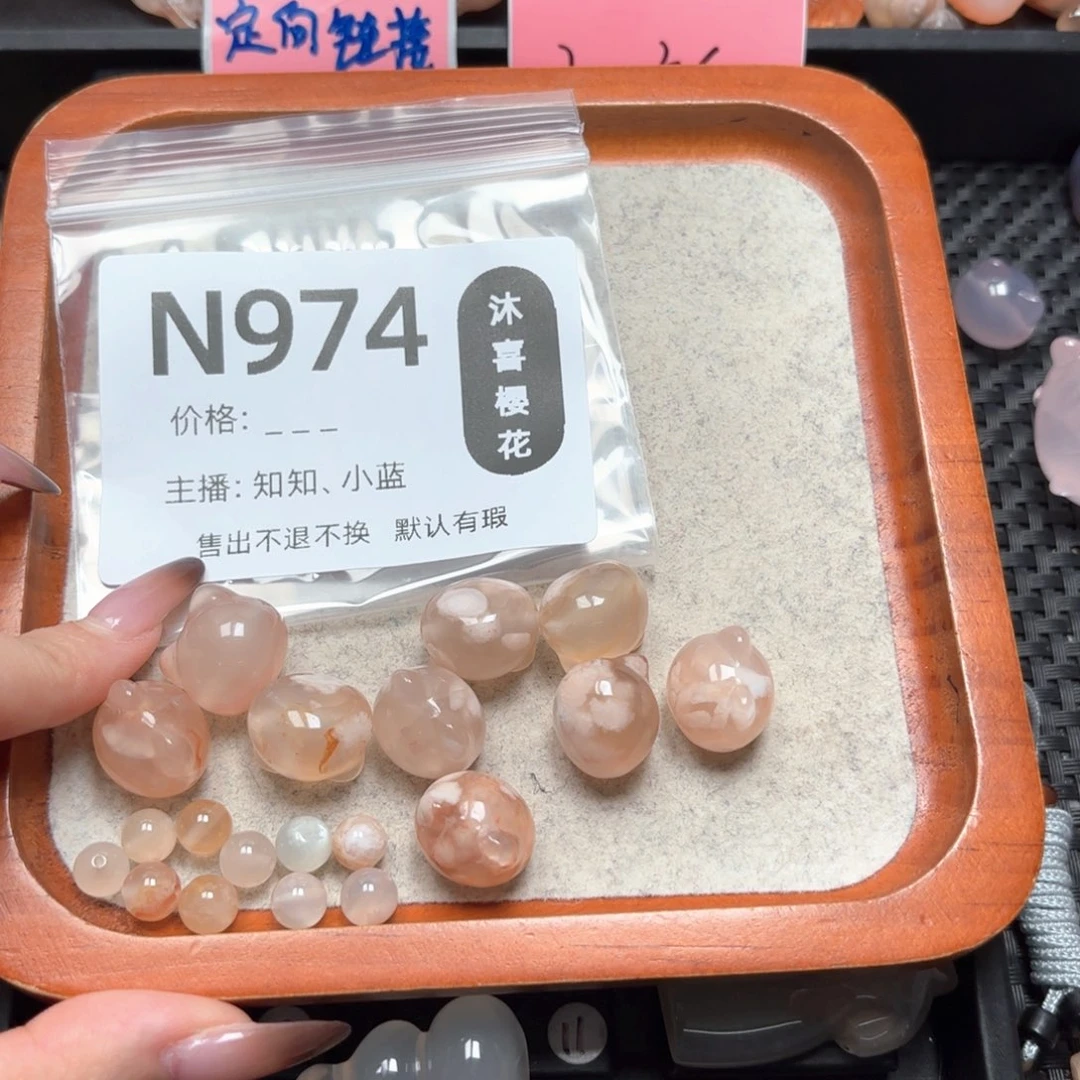 定向链接
N974
沐喜樱花
价格: _ _ _
主播: 知知、小蓝
售出不退不换 默认有瑕